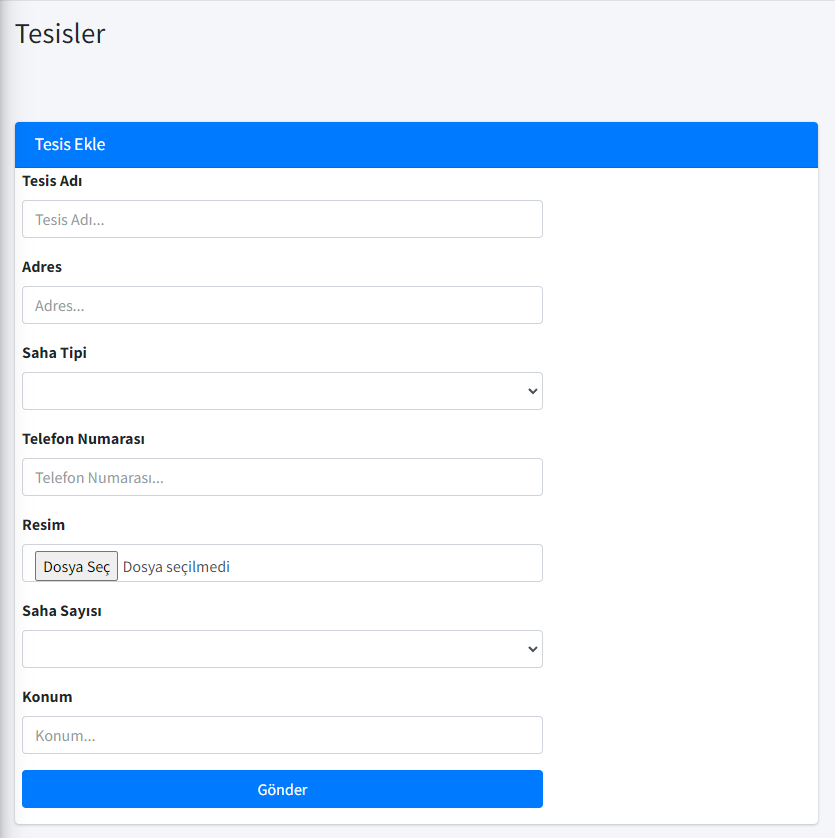 Tesisler
Tesis Ekle
Tesis Adı
Tesis Adı...
Adres
Adres...
Saha Tipi
Telefon Numarası
Telefon Numarası...
Resim
Dosya Seç Dosya seçilmedi
Saha Sayısı
Konum
Konum...
Gönder